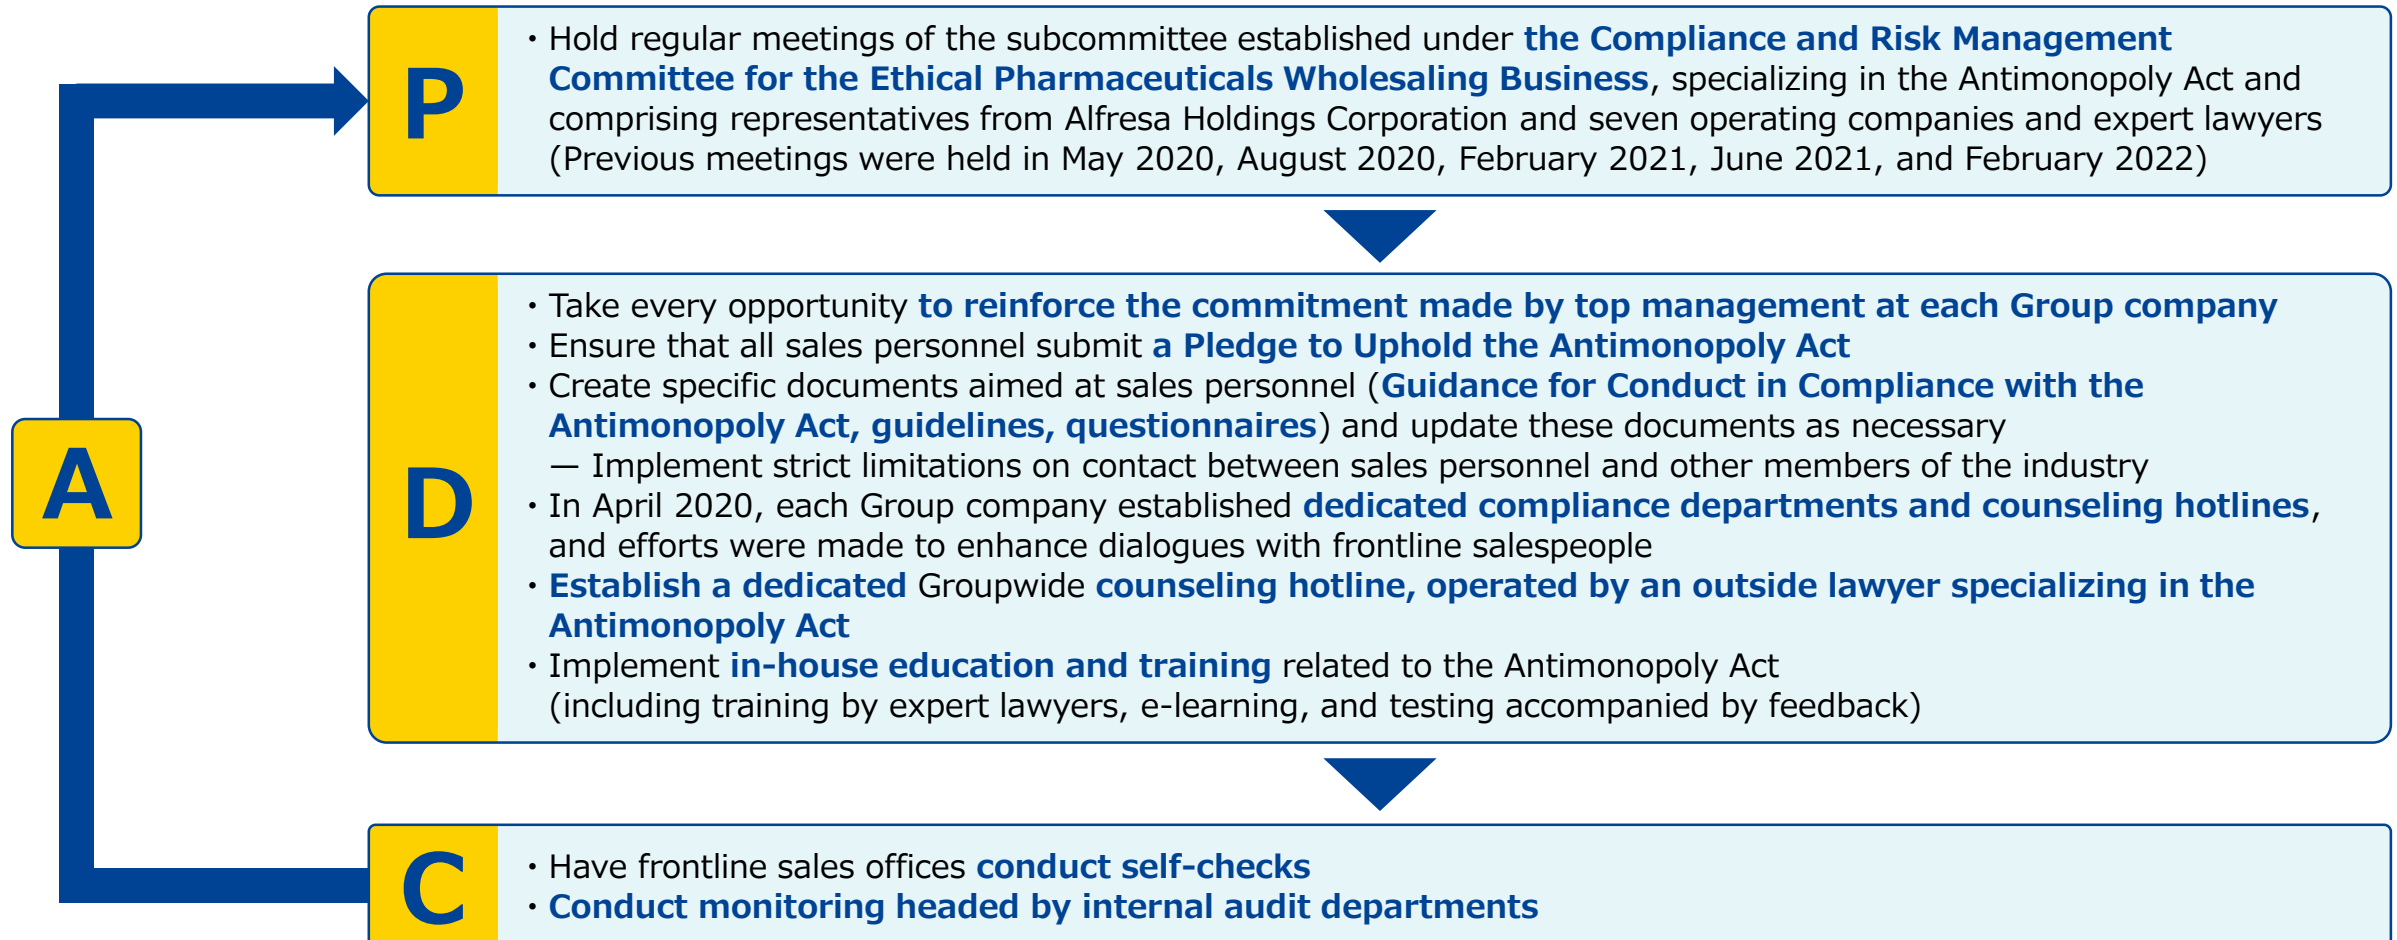 P
・Hold regular meetings of the subcommittee established under the Compliance and Risk Management
Committee for the Ethical Pharmaceuticals Wholesaling Business, specializing in the Antimonopoly Act and
comprising representatives from Alfresa Holdings Corporation and seven operating companies and expert lawyers
(Previous meetings were held in May 2020, August 2020, February 2021, June 2021, and February 2022)
D
・Take every opportunity to reinforce the commitment made by top management at each Group company
・Ensure that all sales personnel submit a Pledge to Uphold the Antimonopoly Act
・Create specific documents aimed at sales personnel (Guidance for Conduct in Compliance with the
Antimonopoly Act, guidelines, questionnaires) and update these documents as necessary
— Implement strict limitations on contact between sales personnel and other members of the industry
・In April 2020, each Group company established dedicated compliance departments and counseling hotlines,
and efforts were made to enhance dialogues with frontline salespeople
・Establish a dedicated Groupwide counseling hotline, operated by an outside lawyer specializing in the
Antimonopoly Act
・Implement in-house education and training related to the Antimonopoly Act
(including training by expert lawyers, e-learning, and testing accompanied by feedback)
C
・Have frontline sales offices conduct self-checks
・Conduct monitoring headed by internal audit departments
A